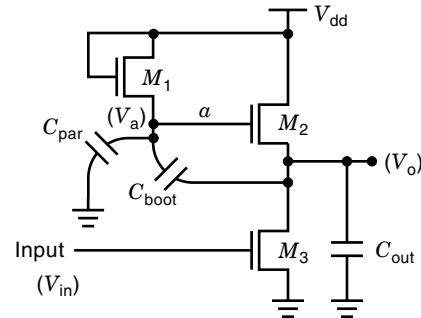 V_dd
M_1
(V_a)
a
M_2
C_par
(V_o)
C_boot
Input
(V_in)
M_3
C_out